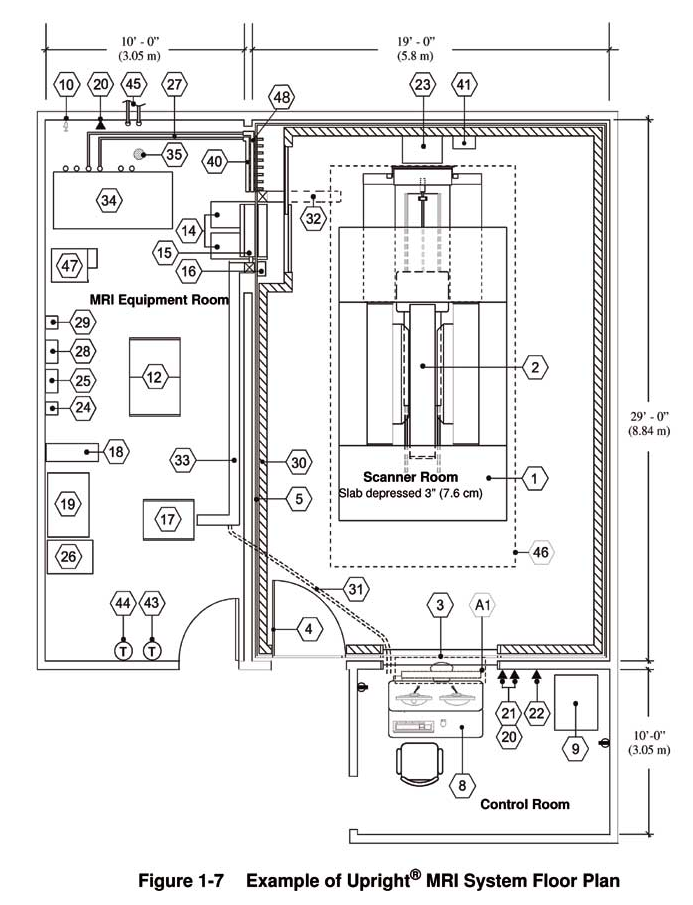 10' - 0"
(3.05 m)
19' - 0"
(5.8 m)
10
20
45
27
48
23
41
35
40
34
32
14
15
16
47
MRI Equipment Room
29
28
25
24
12
2
29' - 0"
(8.84 m)
18
33
30
Scanner Room
1
Slab depressed 3" (7.6 cm)
5
19
17
46
26
31
44
43
3
A1
4
T
T
21
22
20
9
10'-0"
(3.05 m)
8
Control Room
Figure 1-7 Example of Upright® MRI System Floor Plan